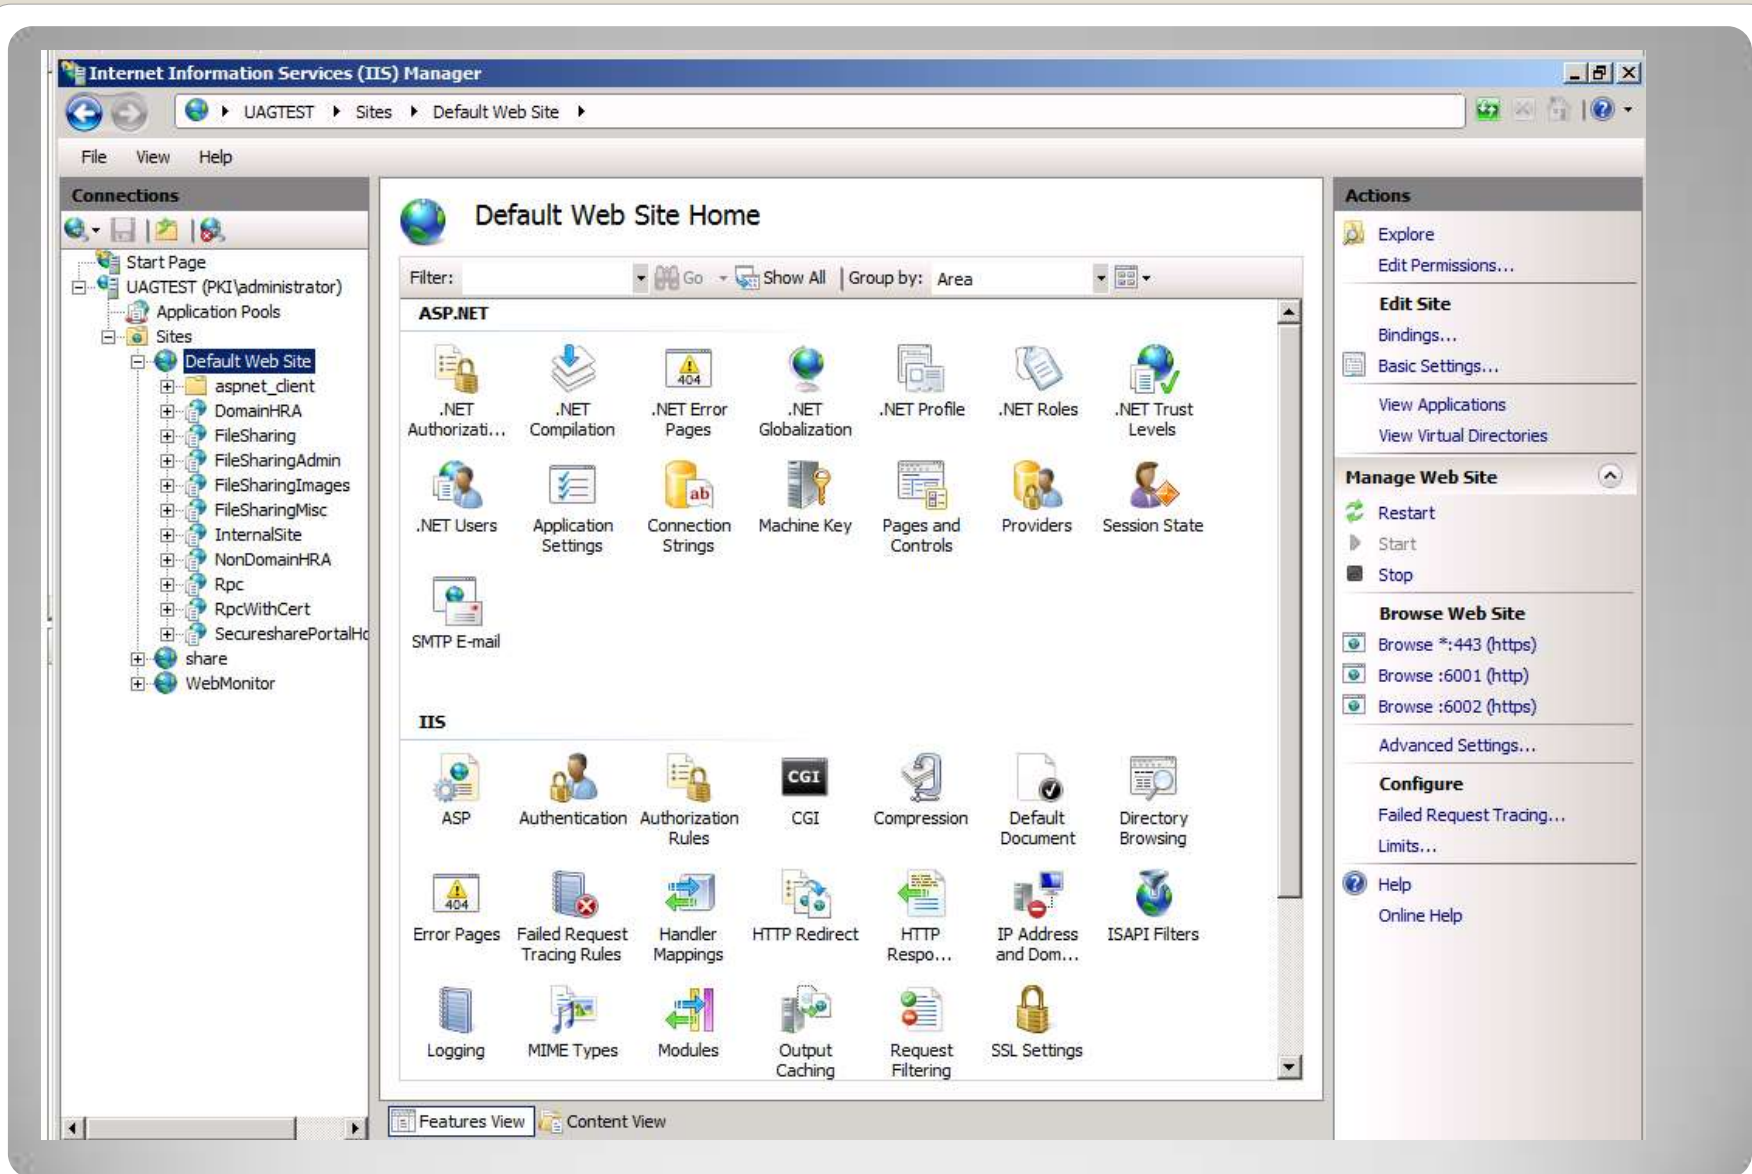 Internet Information Services (IIS) Manager
UAGTEST Sites Default Web Site
File View Help
Connections
Start Page
UAGTEST (PKI\administrator)
Application Pools
Sites
Default Web Site
aspnet_client
DomainHRA
FileSharing
FileSharingAdmin
FileSharingImages
FileSharingMisc
InternalSite
NonDomainHRA
Rpc
RpcWithCert
SecuresharePortalHo
share
WebMonitor
Default Web Site Home
Filter: Go Show All Group by: Area
ASP.NET
.NET Authorizati...
.NET Compilation
404
.NET Error Pages
.NET Globalization
.NET Profile
.NET Roles
.NET Trust Levels
.NET Users
Application Settings
ab
Connection Strings
Machine Key
Pages and Controls
Providers
Session State
SMTP E-mail
IIS
ASP
Authentication
Authorization Rules
CGI
CGI
Compression
Default Document
Directory Browsing
404
Error Pages
Failed Request Tracing Rules
Handler Mappings
HTTP Redirect
HTTP Respo...
IP Address and Dom...
ISAPI Filters
Logging
MIME Types
Modules
Output Caching
Request Filtering
SSL Settings
Features View Content View
Actions
Explore
Edit Permissions...
Edit Site
Bindings...
Basic Settings...
View Applications
View Virtual Directories
Manage Web Site
Restart
Start
Stop
Browse Web Site
Browse *:443 (https)
Browse :6001 (http)
Browse :6002 (https)
Advanced Settings...
Configure
Failed Request Tracing...
Limits...
Help
Online Help